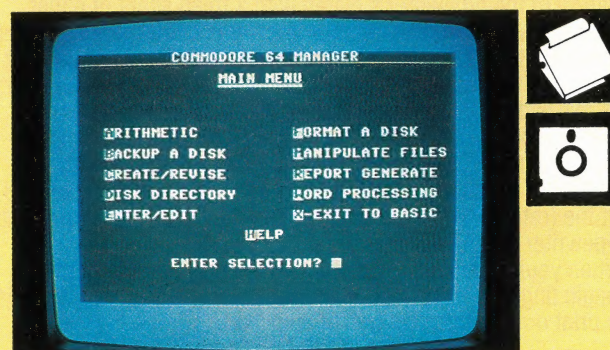 COMMODORE 64 MANAGER
MAIN MENU
ARITHMETIC
BACKUP A DISK
CREATE/REVISE
DISK DIRECTORY
ENTER/EDIT
FORMAT A DISK
MANIPULATE FILES
REPORT GENERATE
WORD PROCESSING
X-EXIT TO BASIC
HELP
ENTER SELECTION?